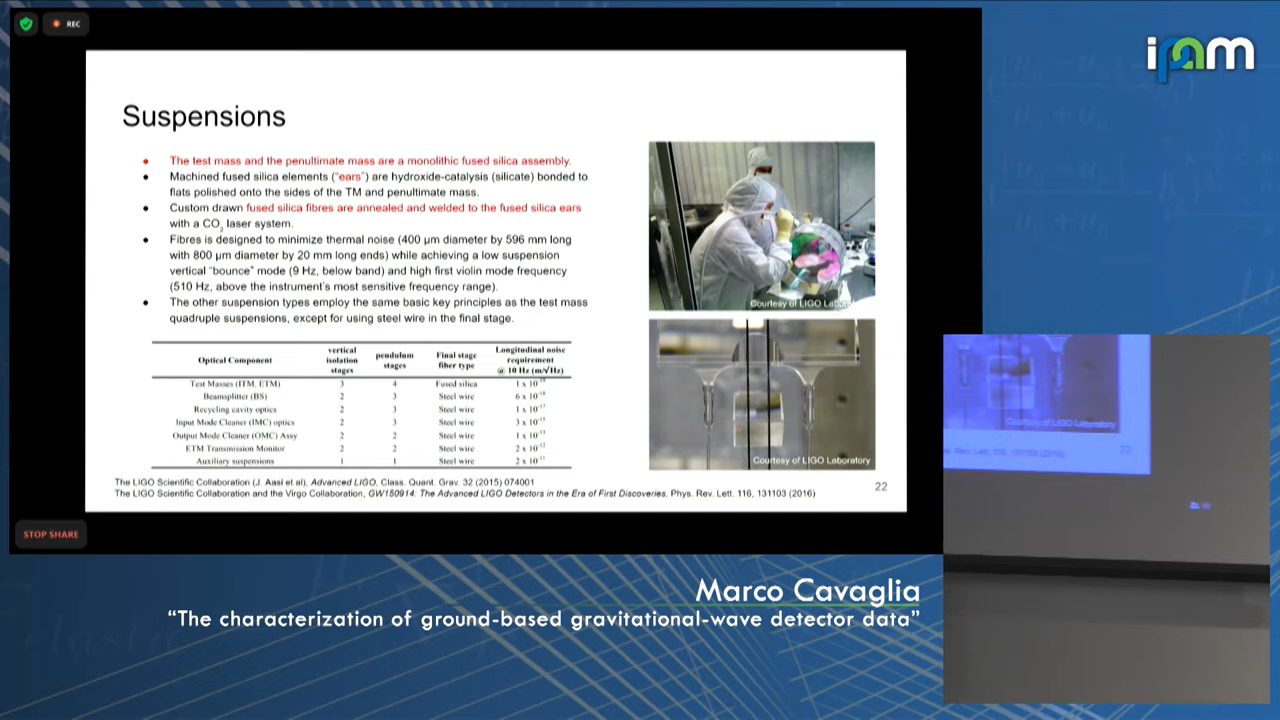 REC
ipam
Suspensions
• The test mass and the penultimate mass are a monolithic fused silica assembly.
• Machined fused silica elements (“ears”) are hydroxide-catalysis (silicate) bonded to
flats polished onto the sides of the TM and penultimate mass.
• Custom drawn fused silica fibres are annealed and welded to the fused silica ears
with a CO2 laser system.
• Fibres is designed to minimize thermal noise (400 µm diameter by 596 mm long
with 800 µm diameter by 20 mm long ends) while achieving a low suspension
vertical “bounce” mode (9 Hz, below band) and high first violin mode frequency
(510 Hz, above the instrument's most sensitive frequency range).
• The other suspension types employ the same basic key principles as the test mass
quadruple suspensions, except for using steel wire in the final stage.
Courtesy of LIGO
Courtesy of LIGO Laboratory
Optical Component vertical isolation stages pendulum stages Final stage fiber type Longitudinal noise requirement @ 10 Hz (m/√Hz)
Test Masses (ITM, ETM) 3 4 Fused silica 1 x 10
Beamsplitter (BS) 2 3 Steel wire 6 x 10
Recycling cavity optics 2 3 Steel wire 1 x 10
Input Mode Cleaner (IMC) optics 2 3 Steel wire 3 x 10
Output Mode Cleaner (OMC) Assy 2 2 Steel wire 1 x 10
ETM Transmission Monitor 2 2 Steel wire 2 x 10
Auxiliary suspensions 1 1 Steel wire 2 x 10
The LIGO Scientific Collaboration (J. Aasi et al), Advanced LIGO, Class. Quant. Grav. 32 (2015) 074001
The LIGO Scientific Collaboration and the Virgo Collaboration, GW150914: The Advanced LIGO Detectors in the Era of First Discoveries, Phys. Rev. Lett. 116, 131103 (2016)
22
STOP SHARE
Marco Cavaglia
“The characterization of ground-based gravitational-wave detector data”